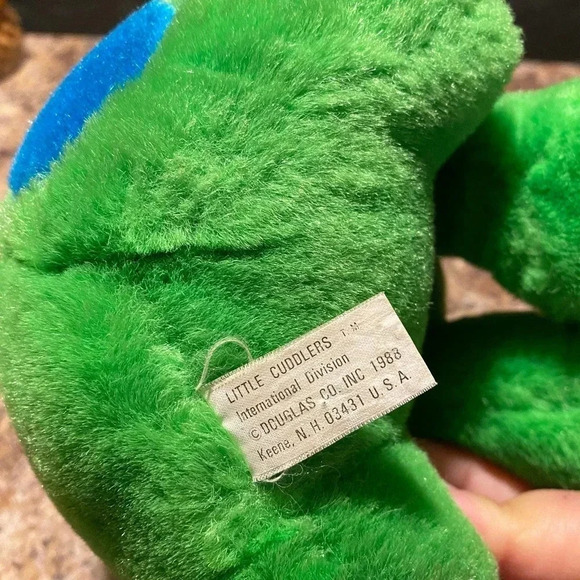 LITTLE CUDDLERS T.M.
International Division
© DOUGLAS CO. INC. 1988
Keene, N.H. 03431 U.S.A.